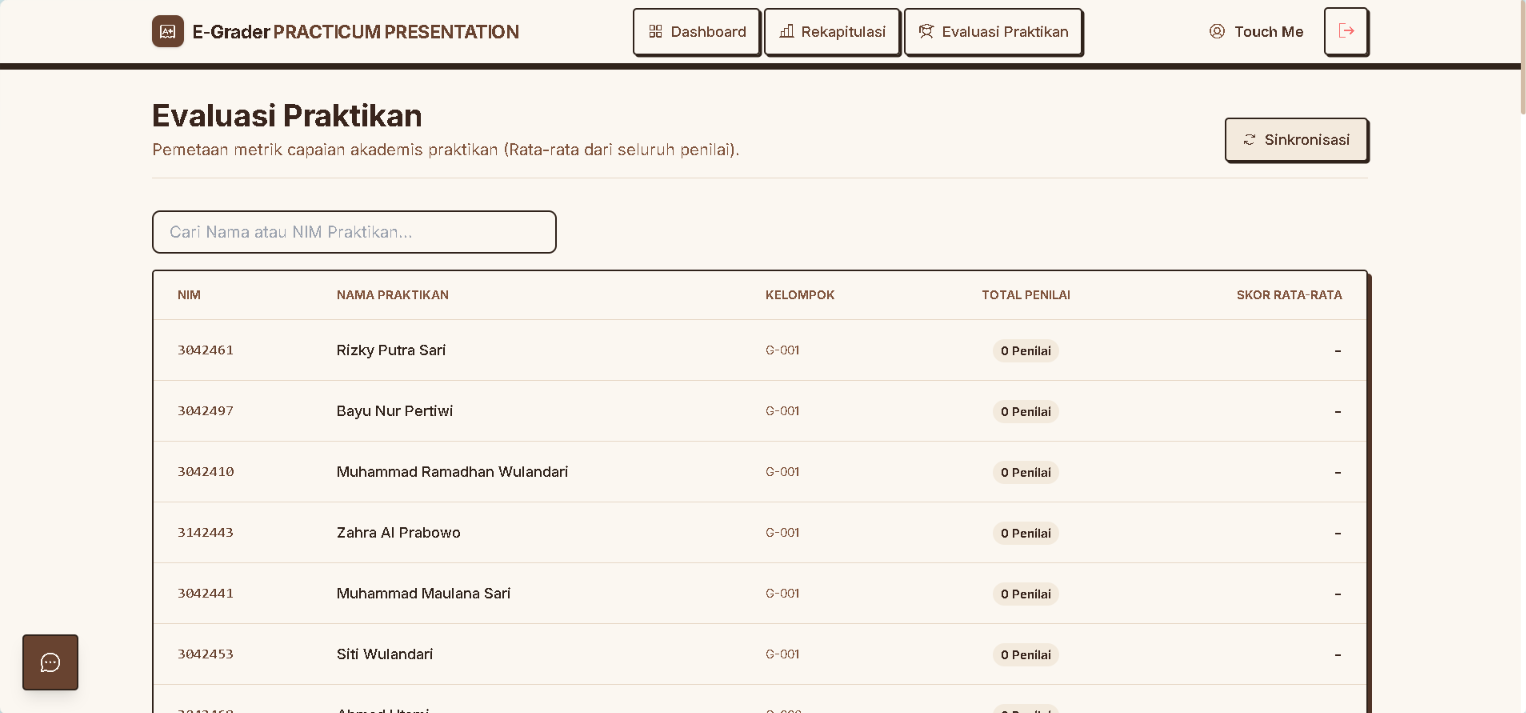 E-Grader PRACTICUM PRESENTATION
Dashboard
Rekapitulasi
Evaluasi Praktikan
Touch Me
Evaluasi Praktikan
Pemetaan metrik capaian akademis praktikan (Rata-rata dari seluruh penilai).
Sinkronisasi
Cari Nama atau NIM Praktikan...
NIM NAMA PRAKTIKAN KELOMPOK TOTAL PENILAI SKOR RATA-RATA
3042461 Rizky Putra Sari G-001 0 Penilai -
3042497 Bayu Nur Pertiwi G-001 0 Penilai -
3042410 Muhammad Ramadhan Wulandari G-001 0 Penilai -
3142443 Zahra Al Prabowo G-001 0 Penilai -
3042441 Muhammad Maulana Sari G-001 0 Penilai -
3042453 Siti Wulandari G-001 0 Penilai -